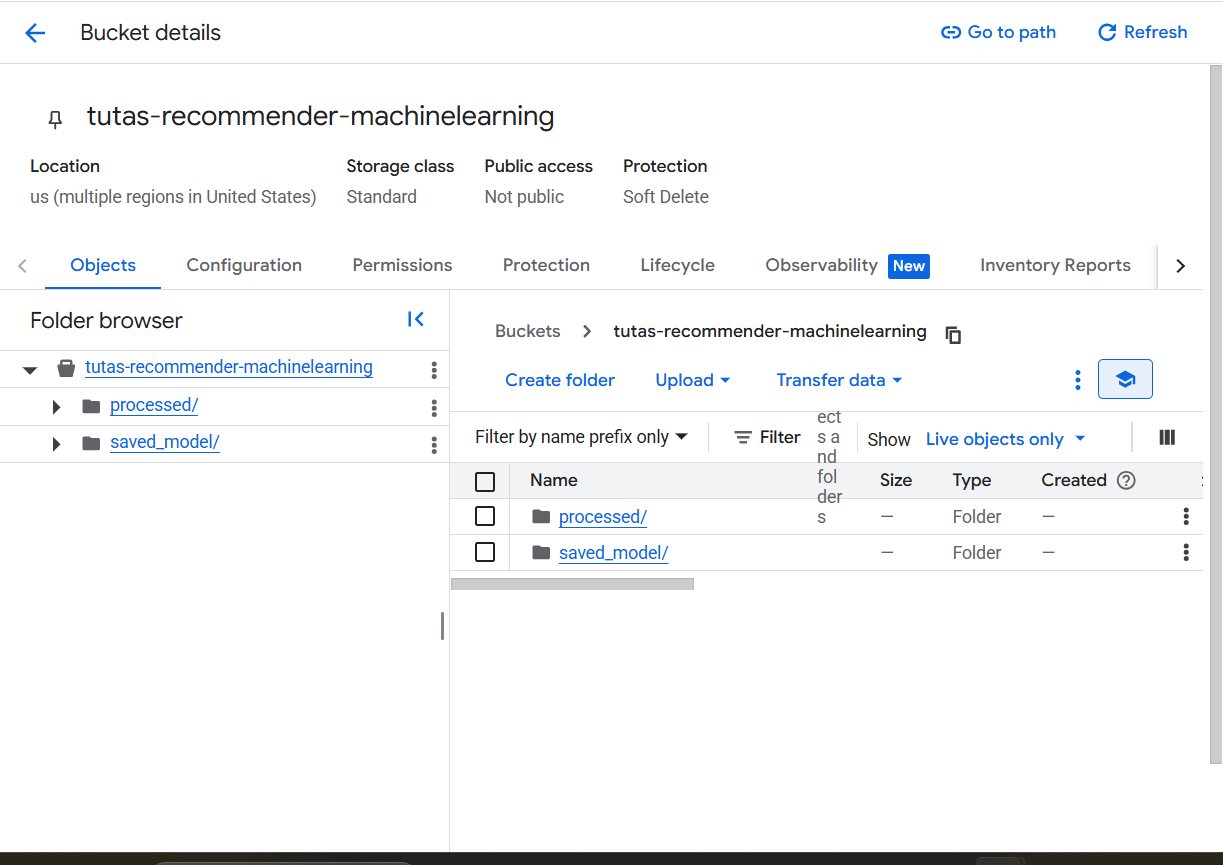 Bucket details
Go to path
Refresh
tutas-recommender-machinelearning
Location
us (multiple regions in United States)
Storage class
Standard
Public access
Not public
Protection
Soft Delete
Objects
Configuration
Permissions
Protection
Lifecycle
Observability New
Inventory Reports
Folder browser
tutas-recommender-machinelearning
processed/
saved_model/
Buckets
tutas-recommender-machinelearning
Create folder
Upload
Transfer data
Filter by name prefix only
Filter
ect
s a
nd
fol
der
s
Show
Live objects only
Name Size Type Created
processed/ — Folder —
saved_model/ — Folder —